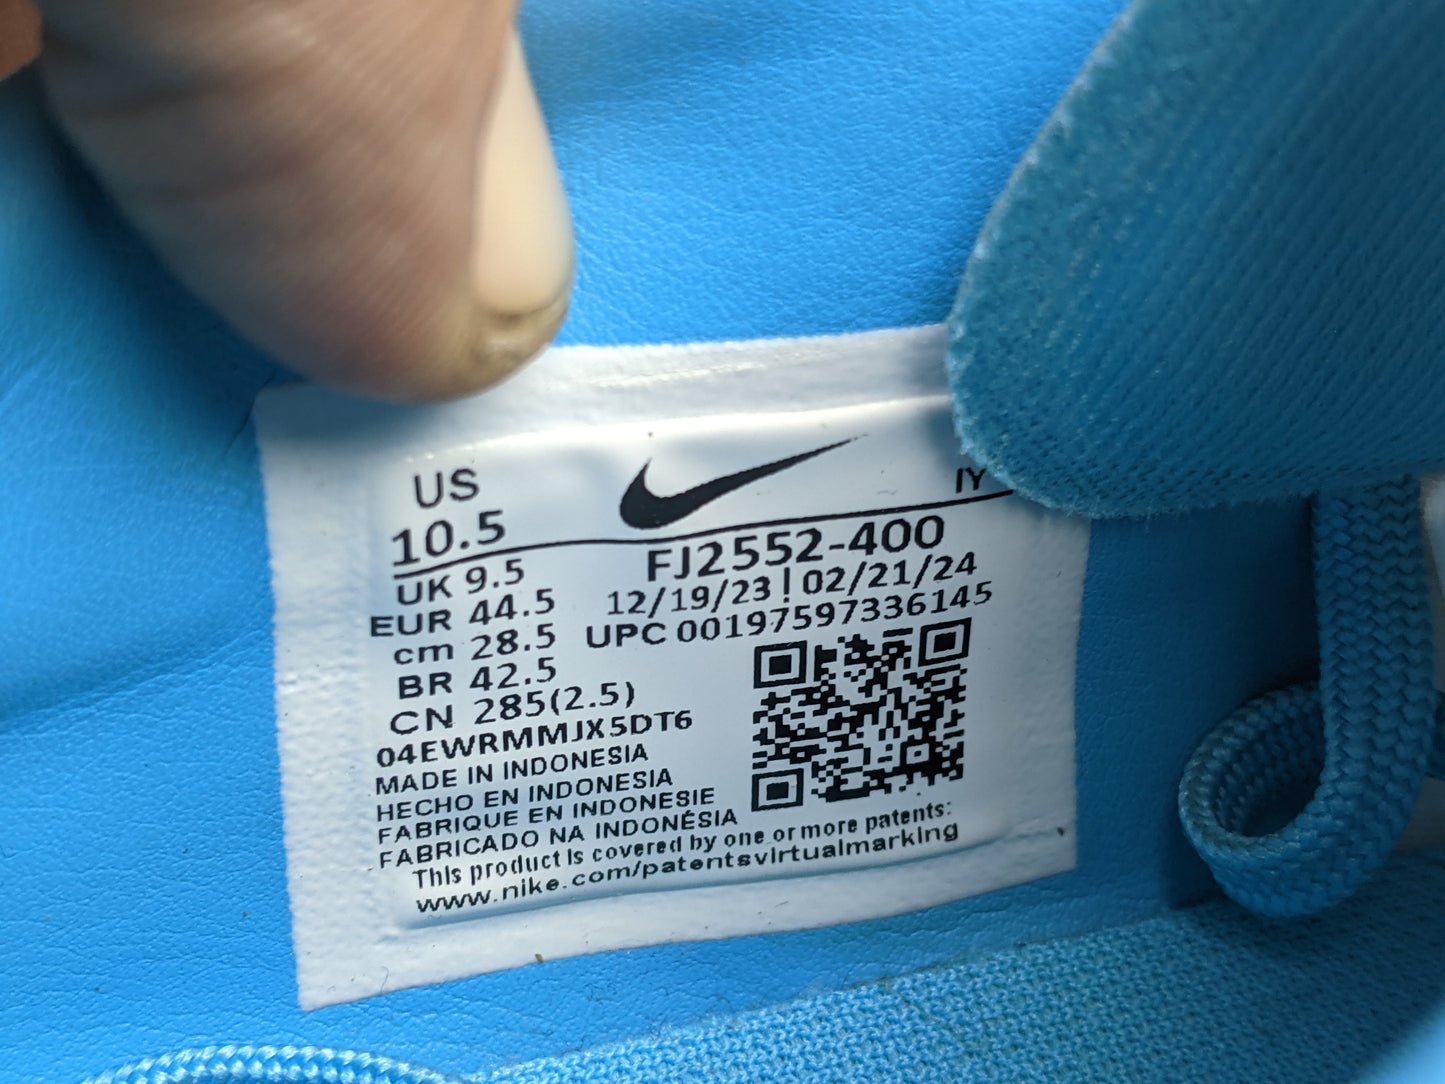 US
10.5
IY
UK 9.5
EUR 44.5
cm 28.5
BR 42.5
CN 285(2.5)
FJ2552-400
12/19/23 | 02/21/24
UPC 00197597336145
04EWRMMJX5DT6
MADE IN INDONESIA
HECHO EN INDONESIA
FABRIQUE EN INDONESIE
FABRICADO NA INDONÉSIA
This product is covered by one or more patents:
www.nike.com/patentsvirtualmarking